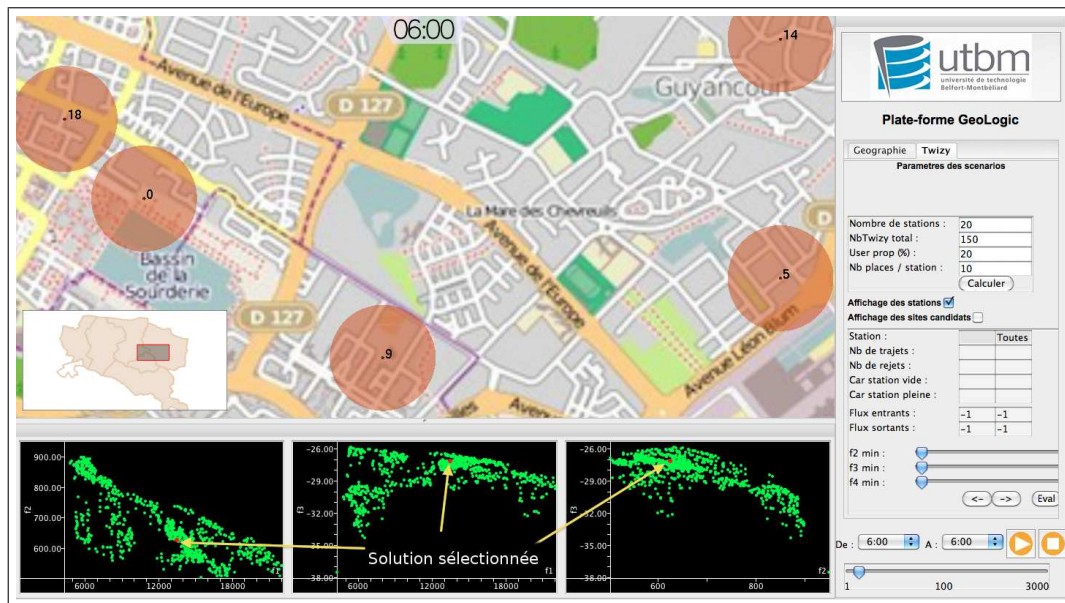 06:00
.14
Guyancourt
Avenue de l'Europe
D 127
.18
.0
La Mare des Chevreuils
Avenue de l'Europe
D
Bassin
de la
Sourderie
.5
D 127
.9
Avenue Léon Blum
utbm
université de technologie
Belfort-Montbéliard
Plate-forme GeoLogic
Geographie
Twizy
Parametres des scenarios
Nombre de stations : 20
NbTwizy total : 150
User prop (%) : 20
Nb places / station : 10
Calculer
Affichage des stations
Affichage des sites candidats
Station : Toutes
Nb de trajets :
Nb de rejets :
Car station vide :
Car station pleine :
Flux entrants : -1 -1
Flux sortants : -1 -1
f2 min :
f3 min :
f4 min :
<- -> Eval
De : 6:00 A : 6:00
1 100 3000
900.00
800.00
700.00
600.00
f2
6000 12000 18000
f1
-26.00
-29.00
-32.00
-35.00
-38.00
f3
6000 12000 18000
f1
-26.00
-29.00
-32.00
-35.00
-38.00
f3
600 800
f2
Solution sélectionnée